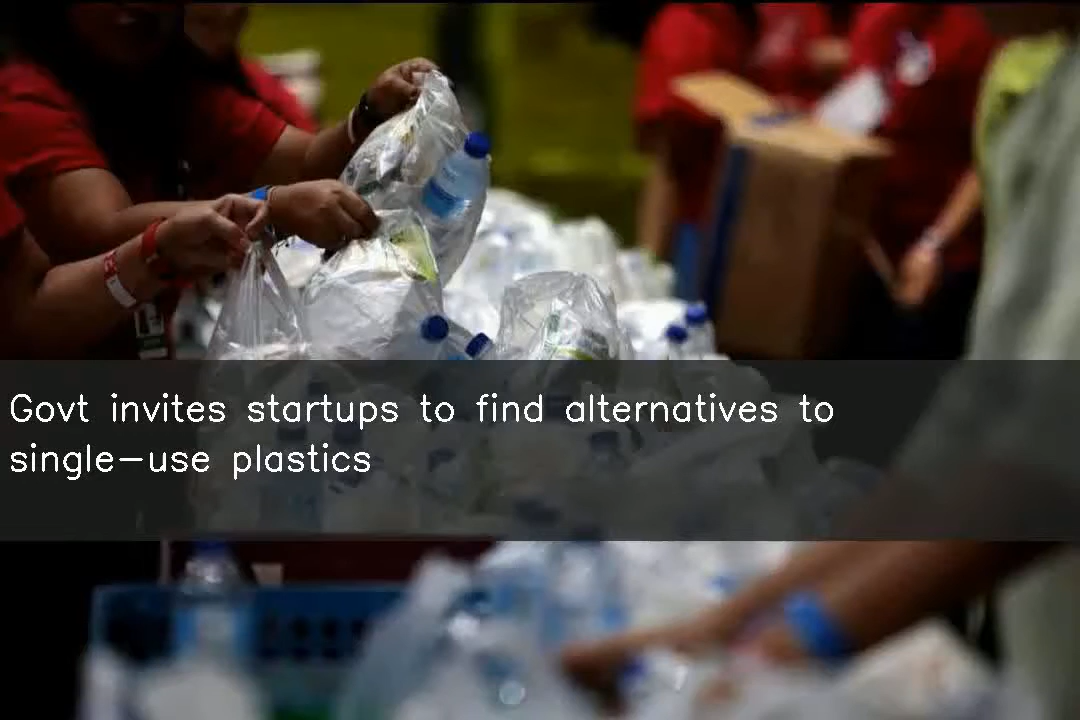 Govt invites startups to find alternatives to
single-use plastics